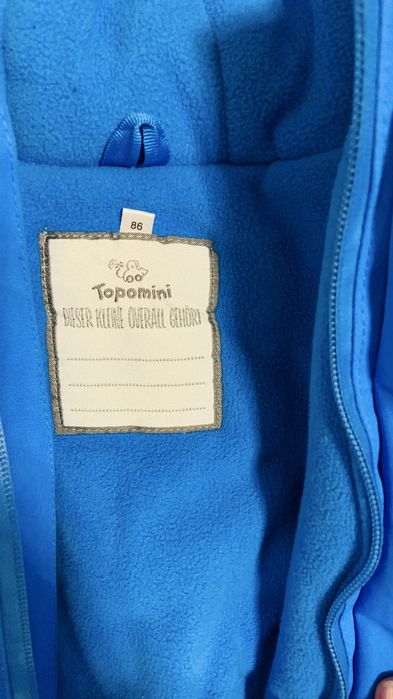 86
Topomini
DIESER KLEINE OVERALL GEHÖRT